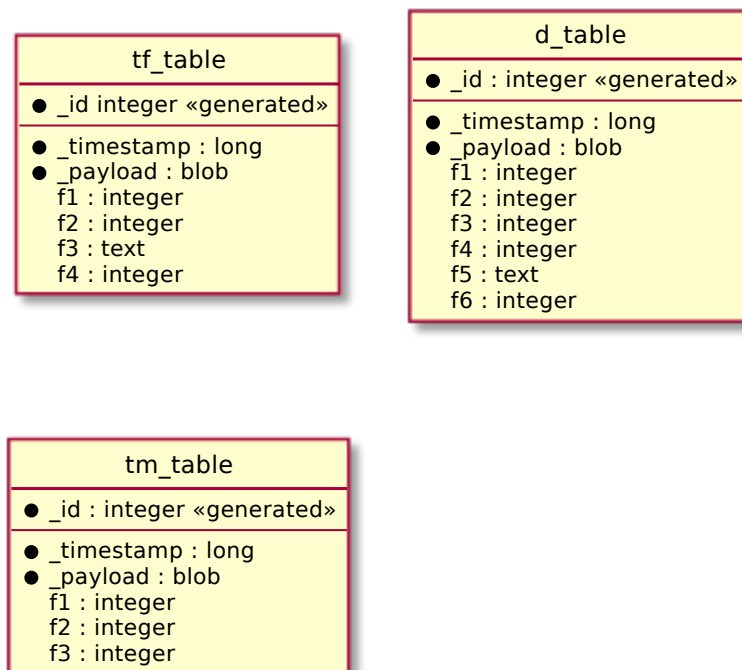 tf_table
_id integer «generated»
_timestamp : long
_payload : blob
f1 : integer
f2 : integer
f3 : text
f4 : integer
d_table
_id : integer «generated»
_timestamp : long
_payload : blob
f1 : integer
f2 : integer
f3 : integer
f4 : integer
f5 : text
f6 : integer
tm_table
_id : integer «generated»
_timestamp : long
_payload : blob
f1 : integer
f2 : integer
f3 : integer